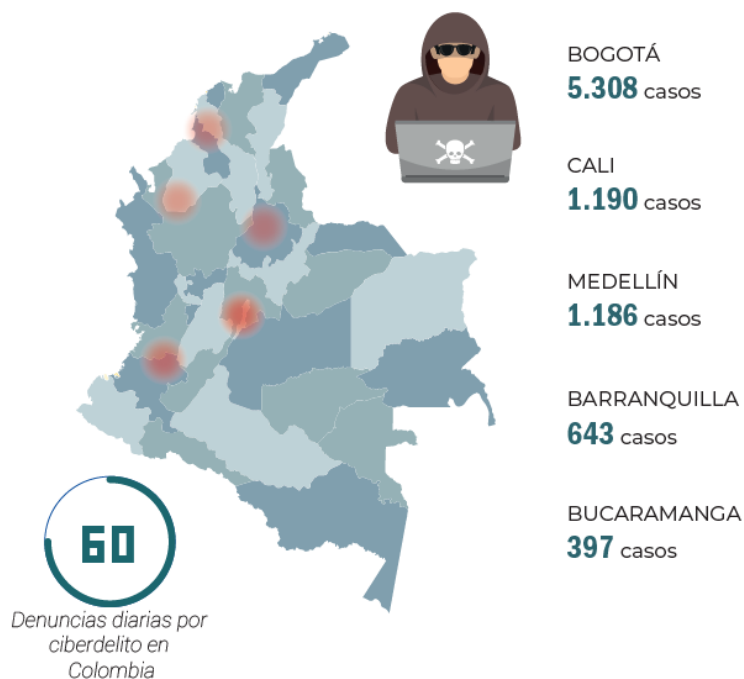 BOGOTÁ
5.308 casos
CALI
1.190 casos
MEDELLÍN
1.186 casos
BARRANQUILLA
643 casos
BUCARAMANGA
397 casos
60
Denuncias diarias por
ciberdelito en
Colombia